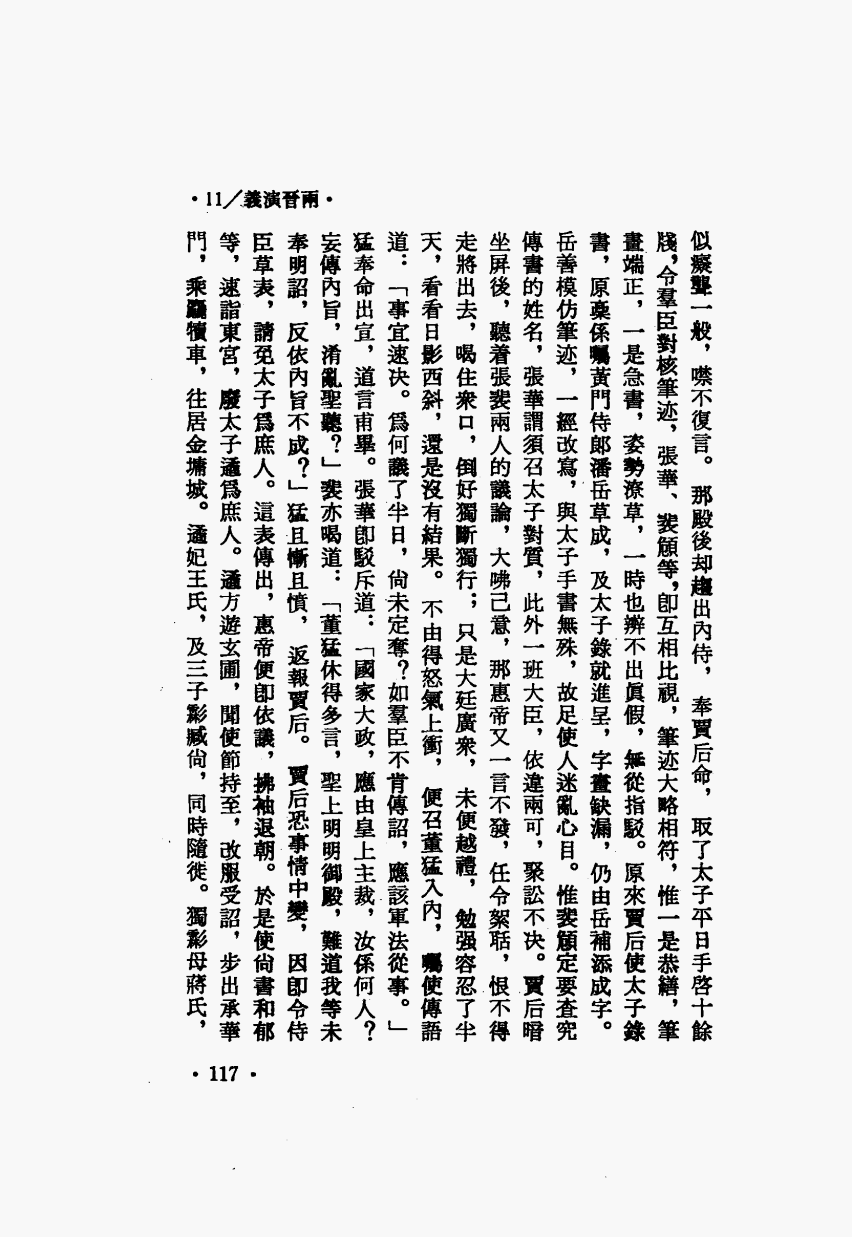 ·11／義演晉兩·
似癡聾一般，噤不復言。那殿後却趨出內侍，奉賈后命，取了太子平日手啓十餘
牋，令羣臣對核筆迹，張華、裴頠等，卽互相比視，筆迹大略相符，惟一是恭繕，筆
畫端正，一是急書，姿勢潦草，一時也辨不出眞假，無從指駁。原來賈后使太子錄
書，原藁係囑黃門侍郞潘岳草成，及太子錄就進呈，字畫缺漏，仍由岳補添成字。
岳善模仿筆迹，一經改寫，與太子手書無殊，故足使人迷亂心目。惟裴頠定要査究
傳書的姓名，張華謂須召太子對質，此外一班大臣，依違兩可，聚訟不決。賈后暗
坐屏後，聽着張裴兩人的議論，大咈己意，那惠帝又一言不發，任令絮聒，恨不得
走將出去，喝住衆口，倒好獨斷獨行；只是大廷廣衆，未便越禮，勉强容忍了半
天，看看日影西斜，還是沒有結果。不由得怒氣上衝，便召董猛入內，囑使傳語
道：「事宜速決。爲何議了半日，尙未定奪？如羣臣不肯傳詔，應該軍法從事。」
猛奉命出宣，道言甫畢。張華卽駁斥道：「國家大政，應由皇上主裁，汝係何人？
妄傳內旨，淆亂聖聽？」裴亦喝道：「董猛休得多言，聖上明明御殿，難道我等未
奉明詔，反依內旨不成？」猛且慚且憤，返報賈后。賈后恐事情中變，因卽令侍
臣草表，請免太子爲庶人。這表傳出，惠帝便卽依議，拂袖退朝。於是使尙書和郁
等，速詣東宮，廢太子遹爲庶人。遹方遊玄圃，聞使節持至，改服受詔，步出承華
門，乘麤犢車，往居金墉城。遹妃王氏，及三子虨臧尙，同時隨徙。獨虨母蔣氏，
·117·